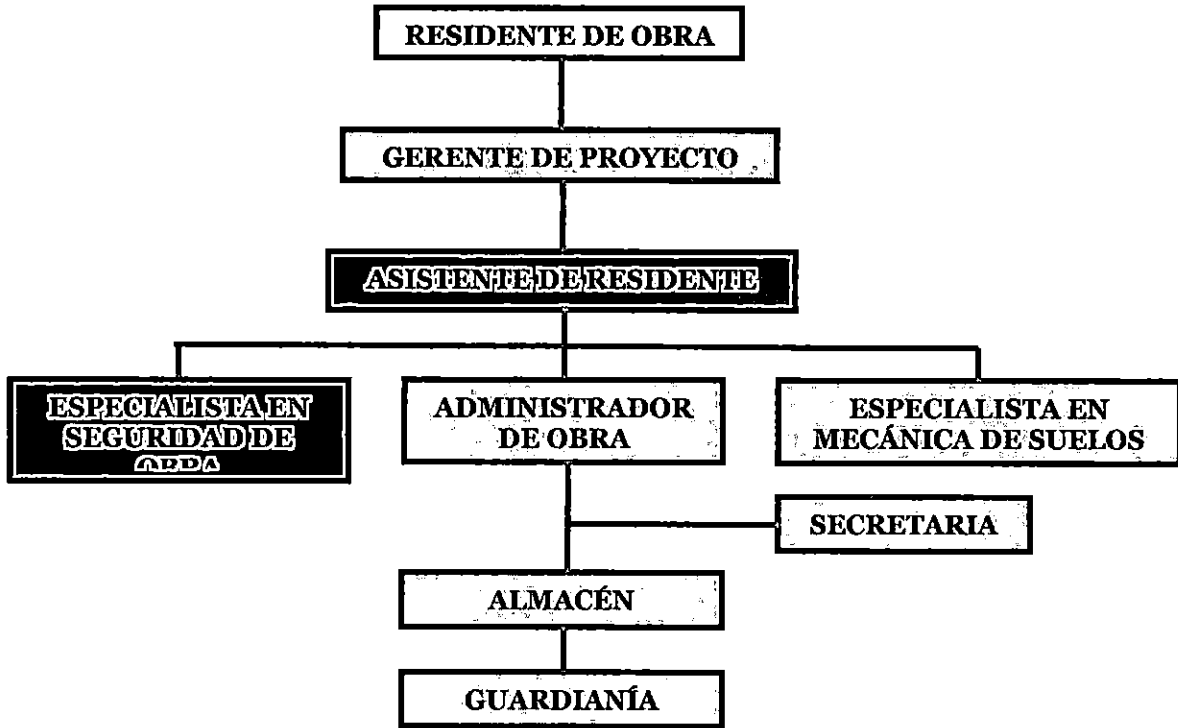 RESIDENTE DE OBRA
GERENTE DE PROYECTO
ASISTENTE DE RESIDENTE
ESPECIALISTA EN
SEGURIDAD DE
OBRA
ADMINISTRADOR
DE OBRA
ESPECIALISTA EN
MECÁNICA DE SUELOS
SECRETARIA
ALMACÉN
GUARDIANÍA